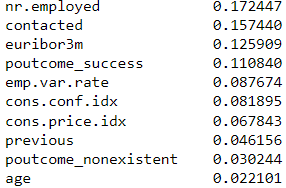 nr.employed 0.172447
contacted 0.157440
euribor3m 0.125909
poutcome_success 0.110840
emp.var.rate 0.087674
cons.conf.idx 0.081895
cons.price.idx 0.067843
previous 0.046156
poutcome_nonexistent 0.030244
age 0.022101